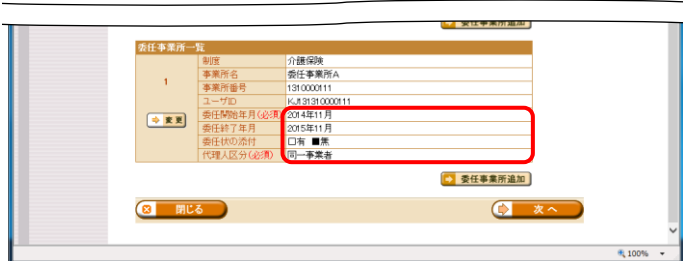 委任事業所追加
委任事業所一覧
1
変更
制度 介護保険
事業所名 委任事業所A
事業所番号 1310000111
ユーザID KJ131310000111
委任開始年月(必須) 2014年11月
委任終了年月 2015年11月
委任状の添付 □有 ■無
代理人区分(必須) 同一事業者
委任事業所追加
閉じる 次へ
100%